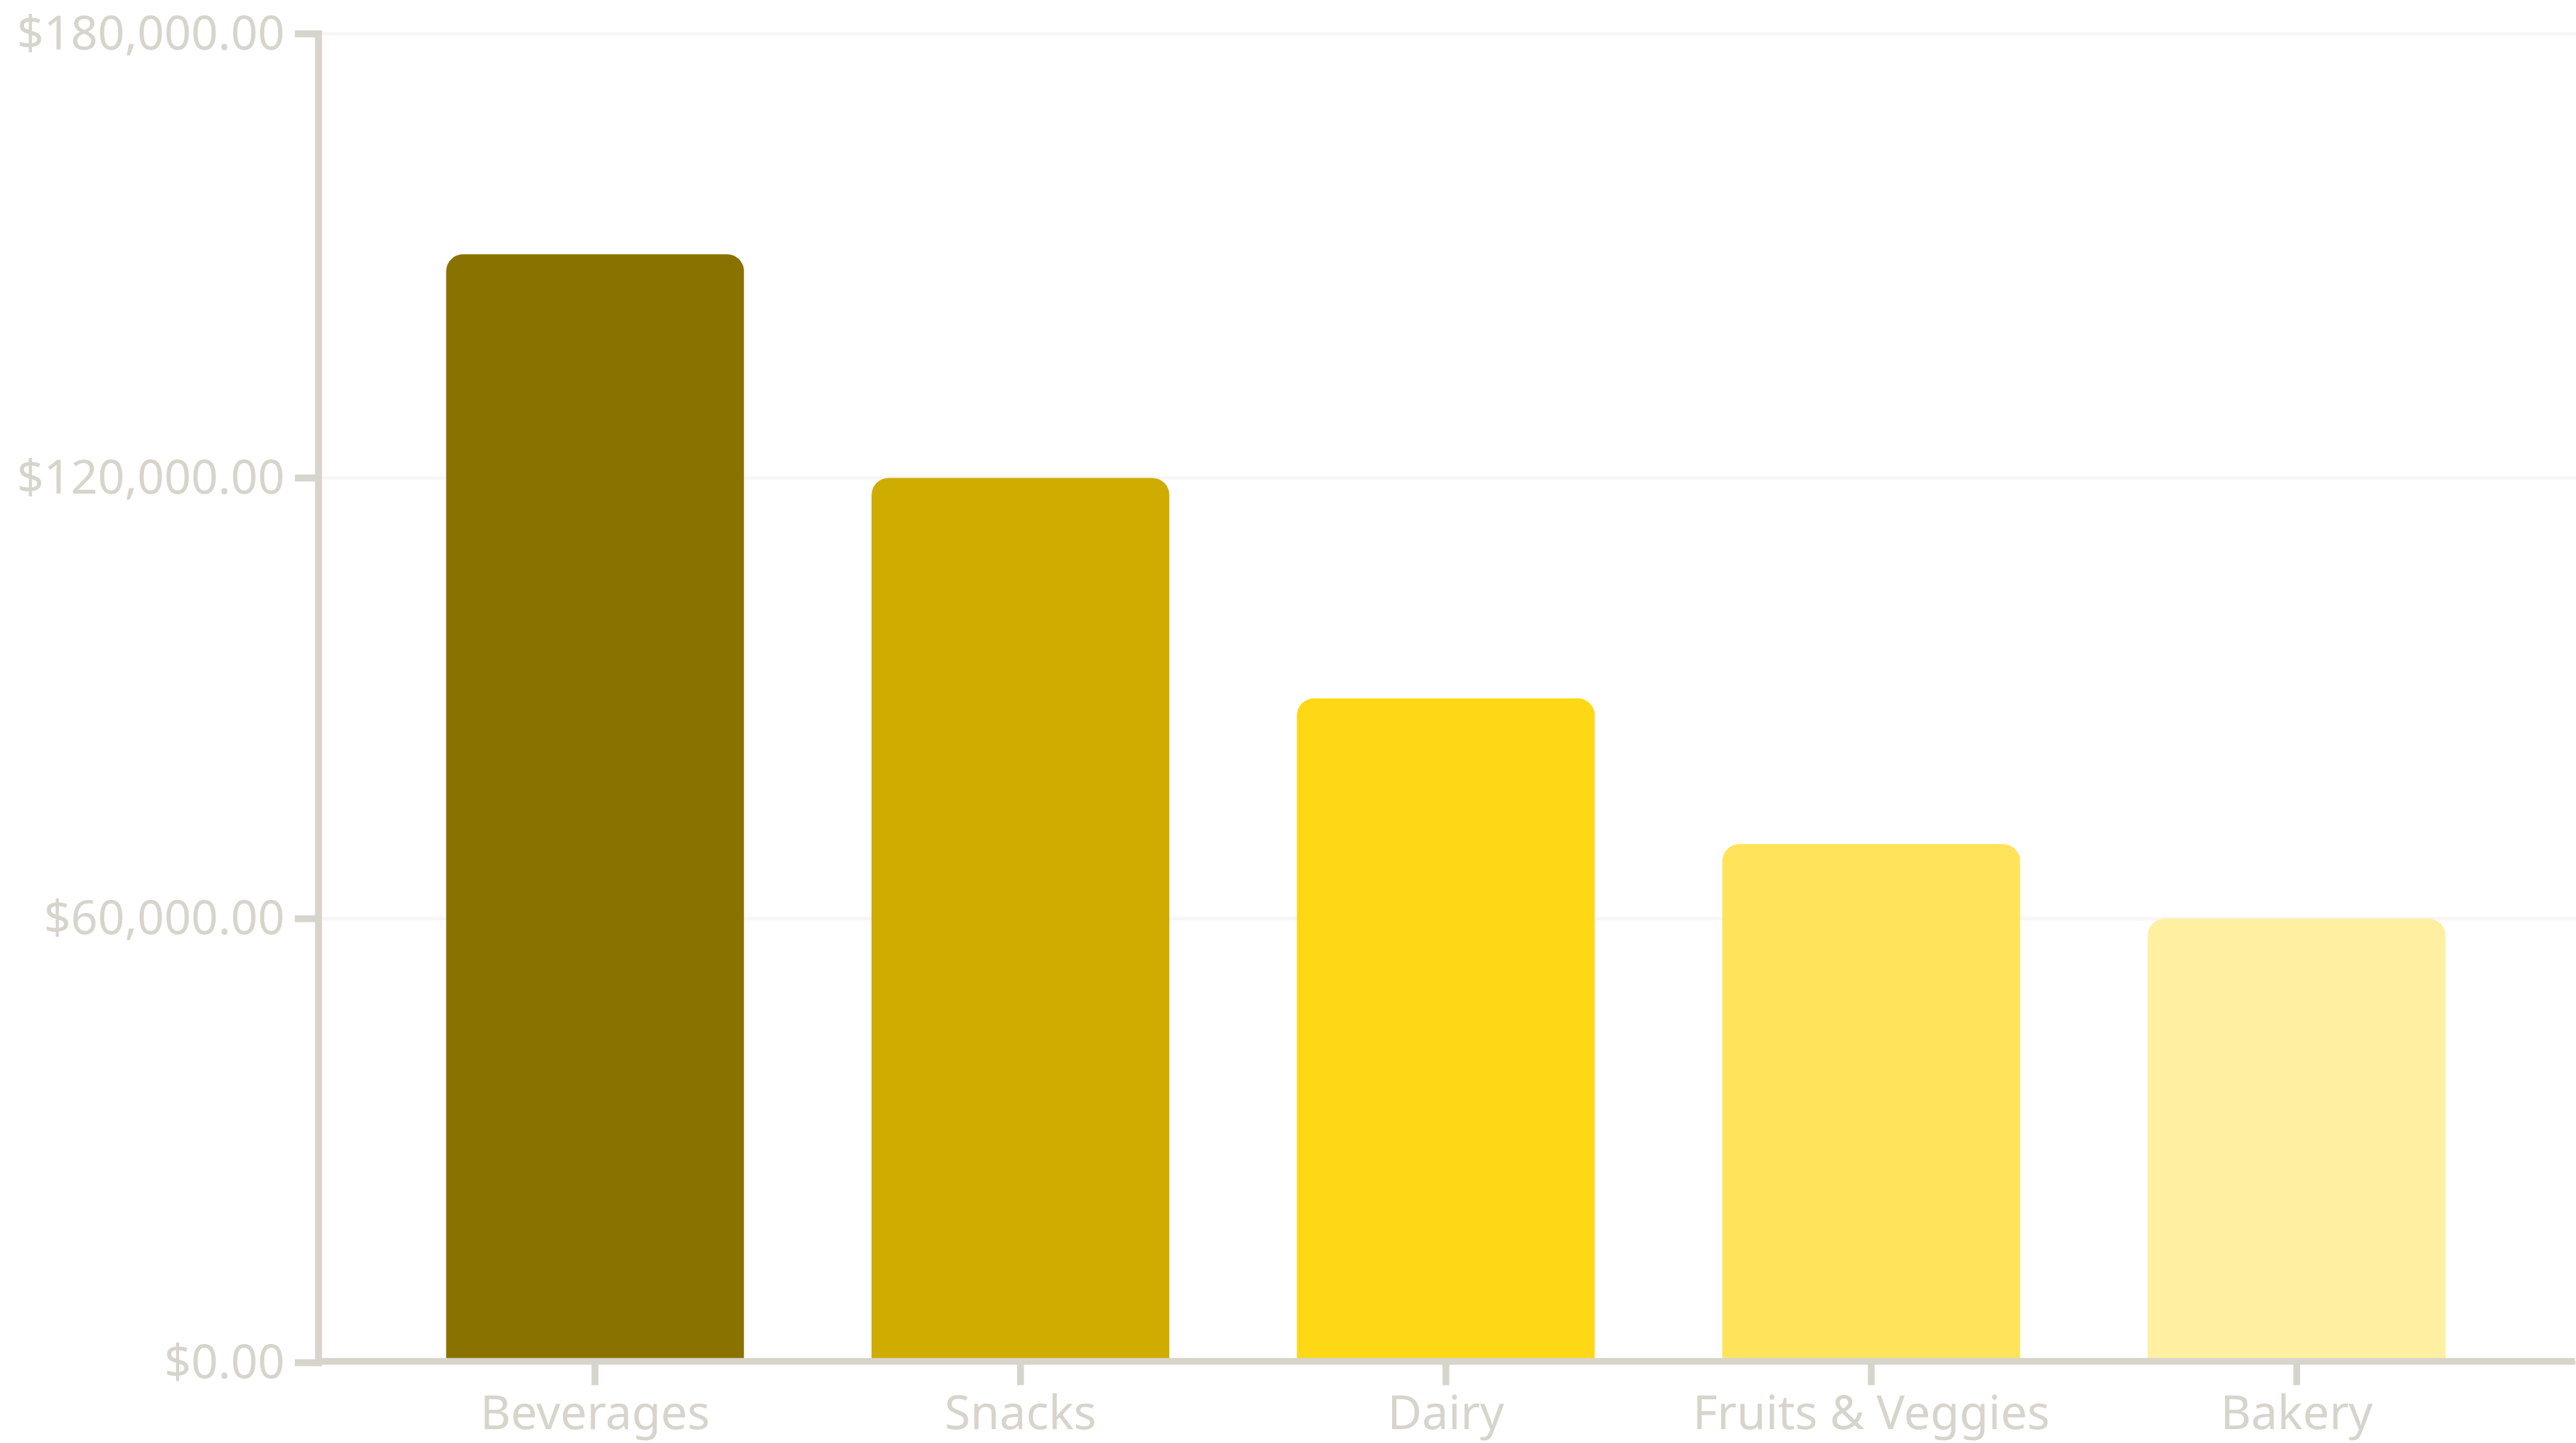 $180,000.00
$120,000.00
$60,000.00
$0.00
Beverages
Snacks
Dairy
Fruits & Veggies
Bakery